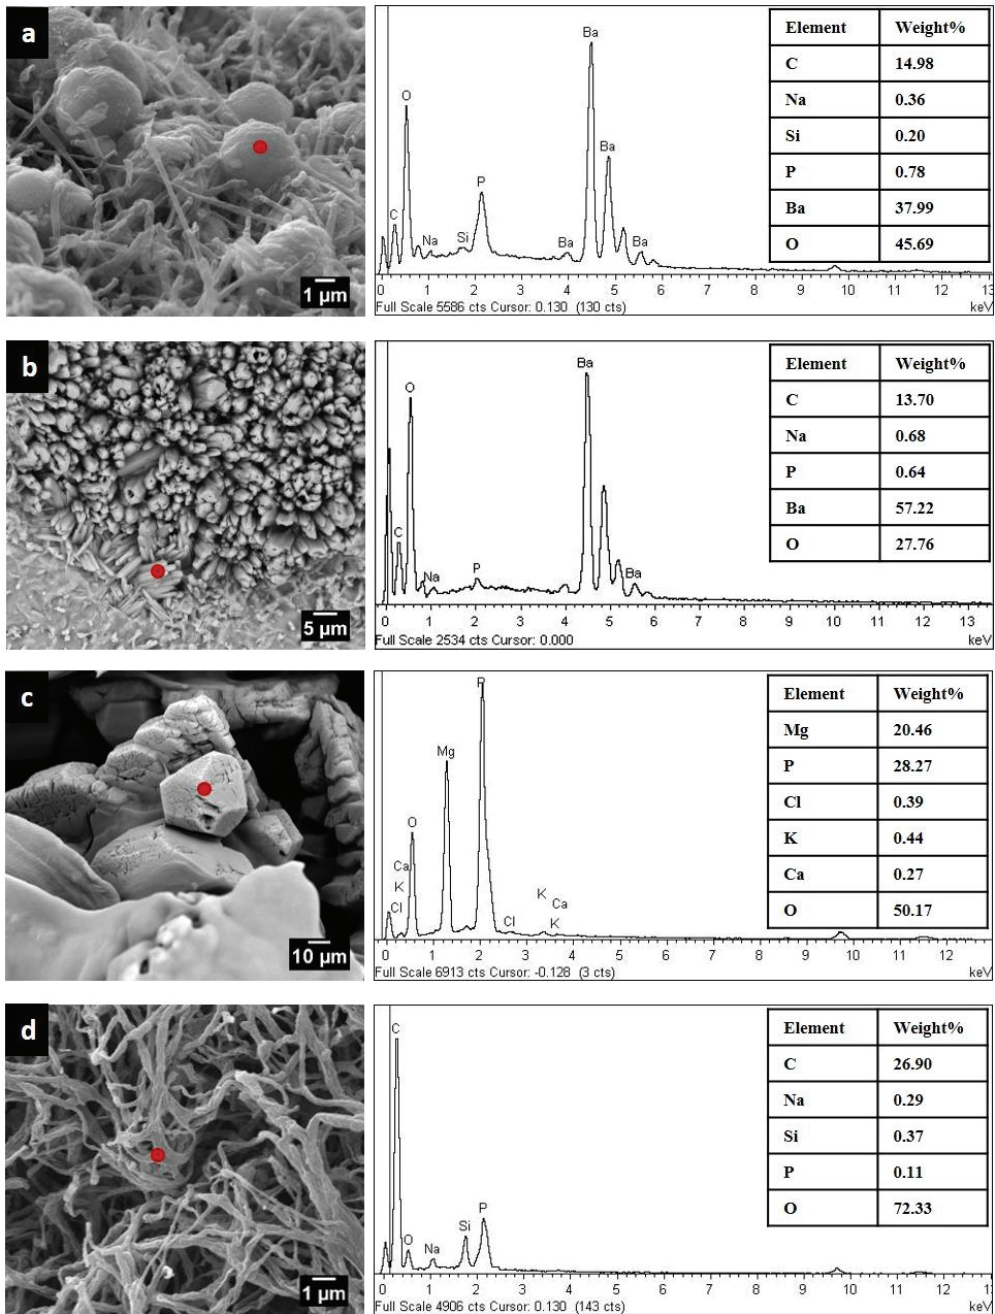 a
1 µm
O
C
Na
Si
P
Ba
Ba
Ba
Ba
0 1 2 3 4 5 6 7 8 9 10 11 12 13
Full Scale 5586 cts Cursor: 0.130 (130 cts)
keV
Element Weight%
C 14.98
Na 0.36
Si 0.20
P 0.78
Ba 37.99
O 45.69
b
5 µm
O
C
Na
P
Ba
Ba
0 1 2 3 4 5 6 7 8 9 10 11 12 13
Full Scale 2534 cts Cursor: 0.000
keV
Element Weight%
C 13.70
Na 0.68
P 0.64
Ba 57.22
O 27.76
c
10 µm
P
Mg
O
Ca
K
Cl
Cl
K
Ca
K
0 1 2 3 4 5 6 7 8 9 10 11 12
Full Scale 6913 cts Cursor: -0.128 (3 cts)
keV
Element Weight%
Mg 20.46
P 28.27
Cl 0.39
K 0.44
Ca 0.27
O 50.17
d
1 µm
C
O
Na
Si
P
0 1 2 3 4 5 6 7 8 9 10 11 12 13
Full Scale 4906 cts Cursor: 0.130 (143 cts)
keV
Element Weight%
C 26.90
Na 0.29
Si 0.37
P 0.11
O 72.33